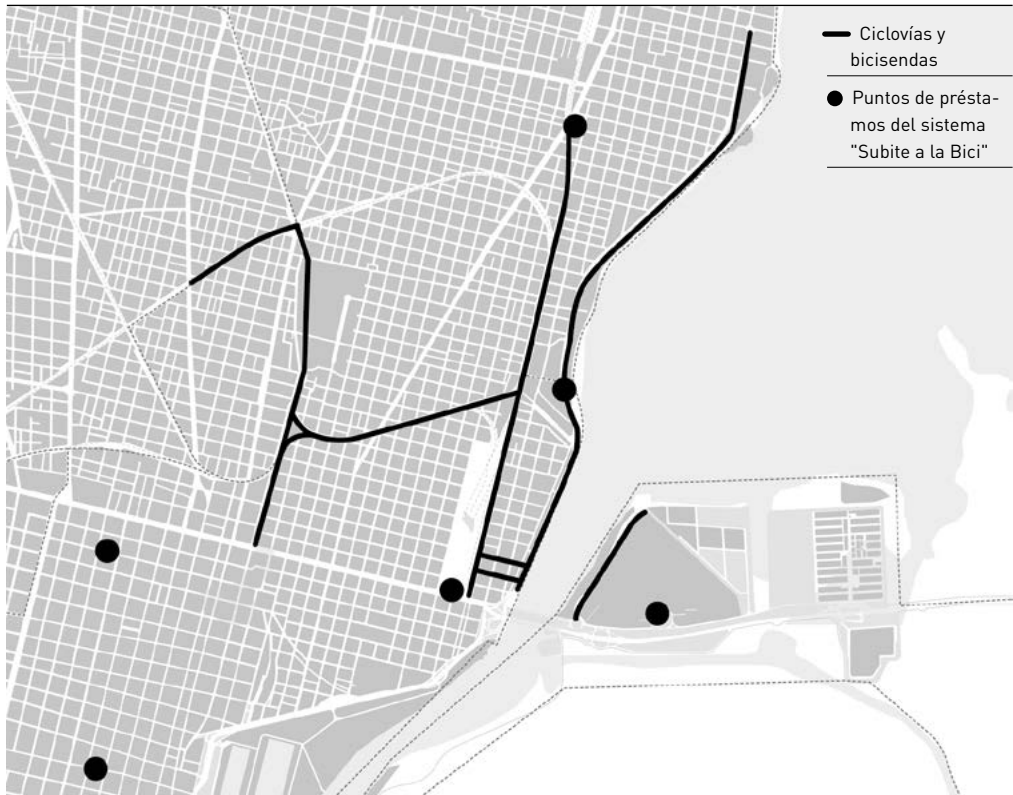 Ciclovías y
bicisendas
Puntos de présta-
mos del sistema
"Subite a la Bici"